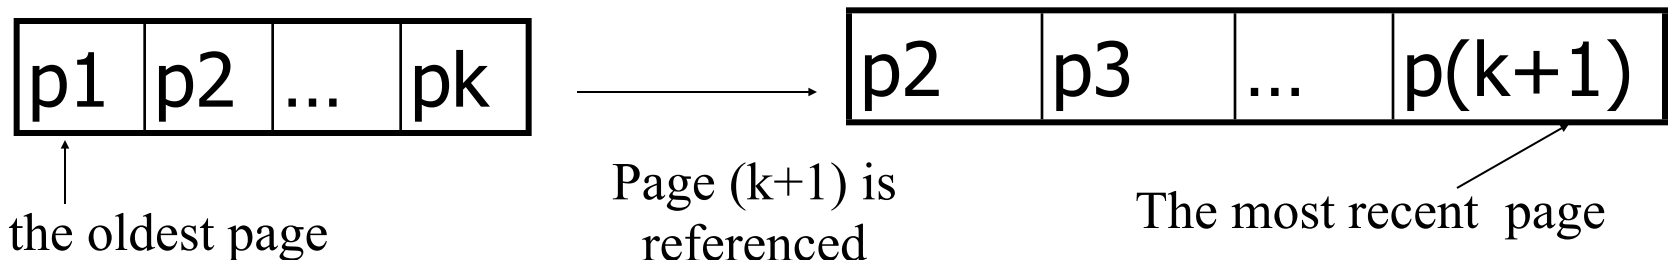 p1 p2 ... pk
p2 p3 ... p(k+1)
the oldest page
Page (k+1) is
referenced
The most recent page